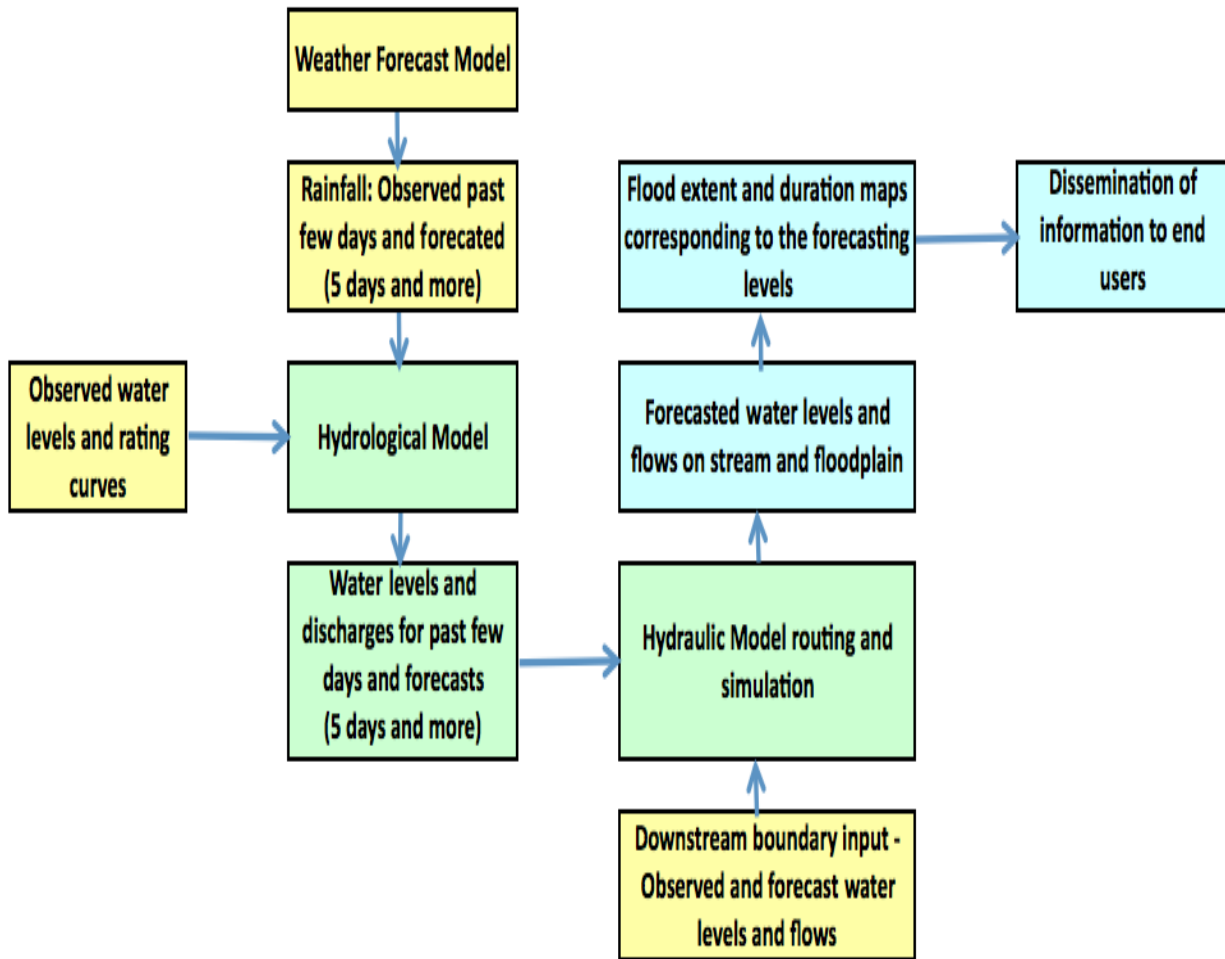 Weather Forecast Model
Rainfall: Observed past
few days and forecated
(5 days and more)
Observed water
levels and rating
curves
Hydrological Model
Water levels and
discharges for past few
days and forecasts
(5 days and more)
Flood extent and duration maps
corresponding to the forecasting
levels
Dissemination of
information to end
users
Forecasted water levels and
flows on stream and floodplain
Hydraulic Model routing and
simulation
Downstream boundary input -
Observed and forecast water
levels and flows